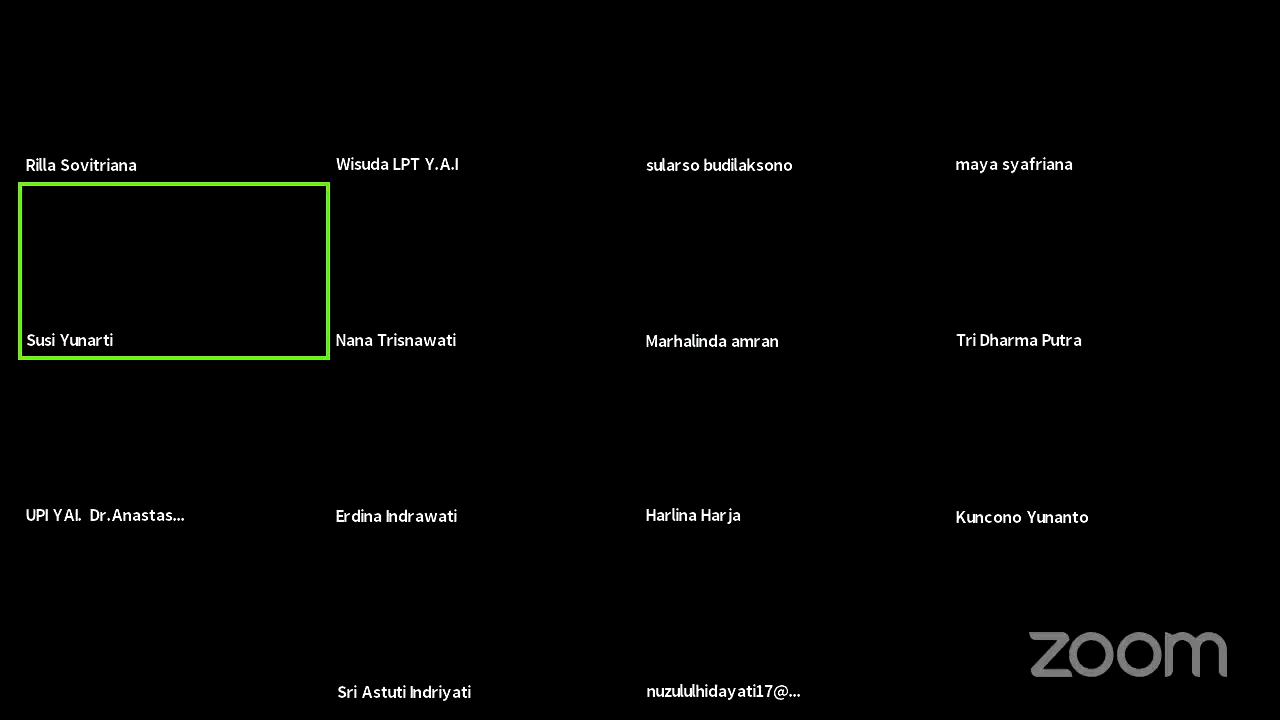 Rilla Sovitriana
Wisuda LPT Y.A.I
sularso budilaksono
maya syafriana
Susi Yunarti
Nana Trisnawati
Marhalinda amran
Tri Dharma Putra
UPI YAI. Dr.Anastas...
Erdina Indrawati
Harlina Harja
Kuncono Yunanto
Sri Astuti Indriyati
nuzululhidayati17@...
zoom